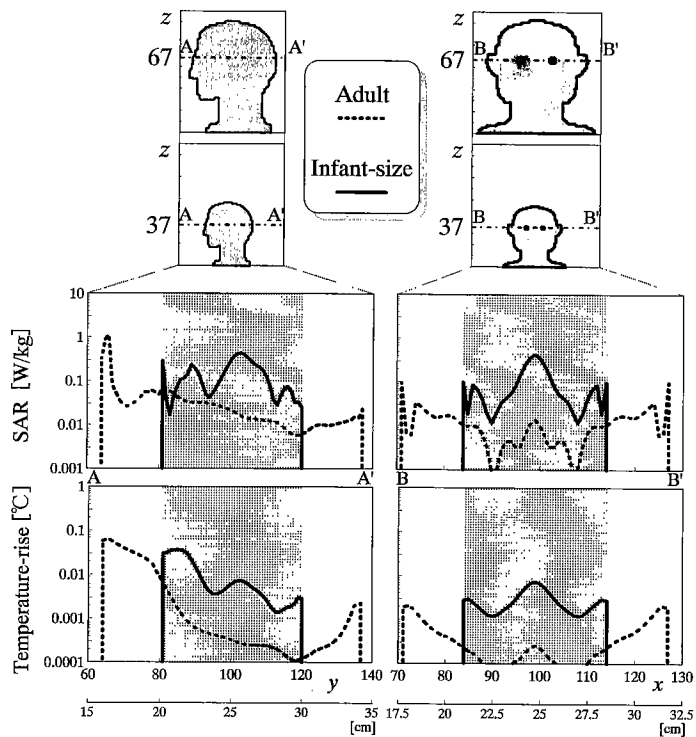 z
A
A'
67
z
B
B'
67
Adult
Infant-size
z
A
A'
37
z
B
B'
37
SAR [W/kg]
10
1
0.1
0.01
0.001
A
A'
B
B'
Temperature-rise [℃]
1
0.1
0.01
0.001
0.0001
60
80
100
120
140
y
15
20
25
30
35
[cm]
70
80
90
100
110
120
130
x
17.5
20
22.5
25
27.5
30
32.5
[cm]